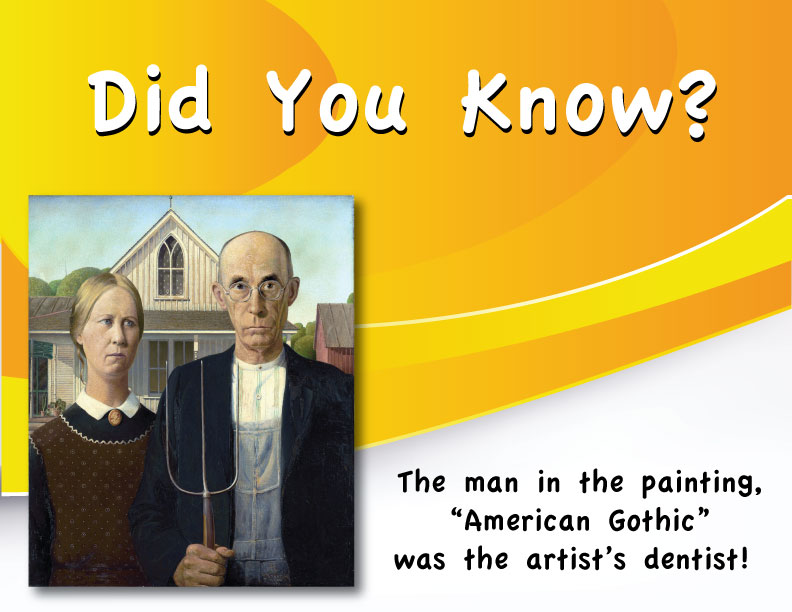 Did You Know?
The man in the painting,
“American Gothic”
was the artist’s dentist!